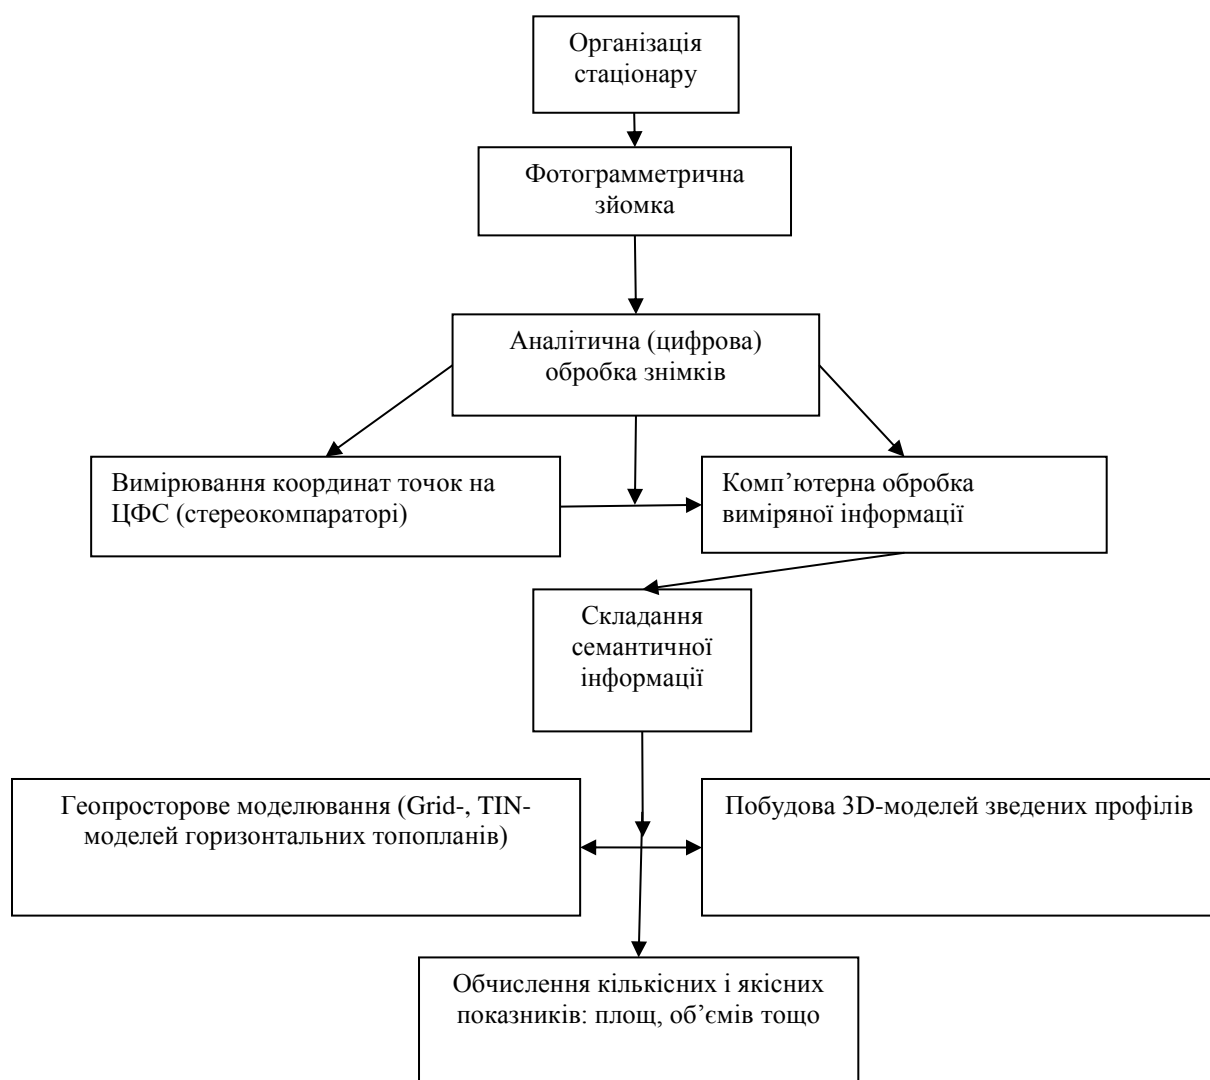 Організація
стаціонару
Фотограмметрична
зйомка
Аналітична (цифрова)
обробка знімків
Вимірювання координат точок на
ЦФС (стереокомпараторі)
Комп’ютерна обробка
виміряної інформації
Складання
семантичної
інформації
Геопросторове моделювання (Grid-, TIN-
моделей горизонтальних топопланів)
Побудова 3D-моделей зведених профілів
Обчислення кількісних і якісних
показників: площ, об’ємів тощо